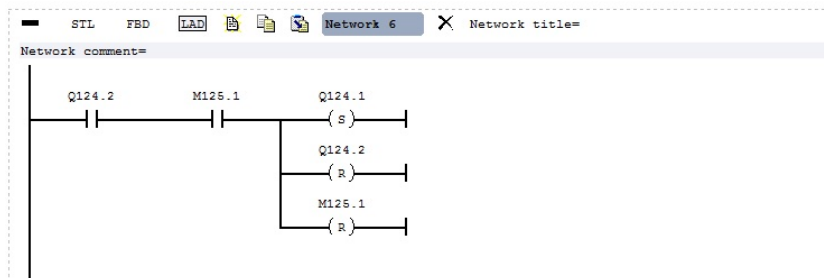 STL FBD LAD Network 6 Network title=
Network comment=
Q124.2 M125.1 Q124.1
S
Q124.2
R
M125.1
R